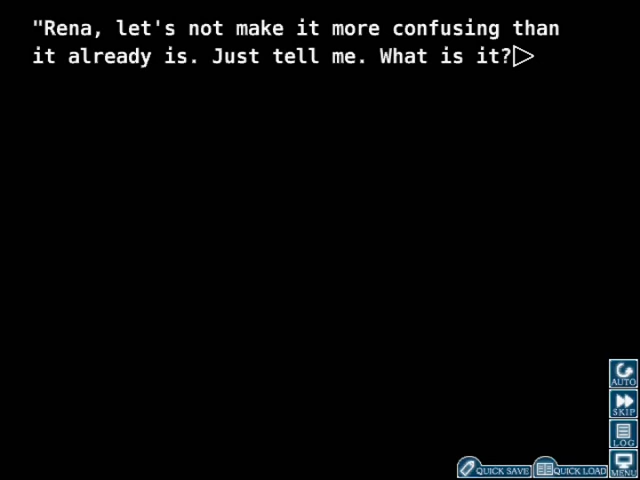 "Rena, let's not make it more confusing than
it already is. Just tell me. What is it?
AUTO
SKIP
LOG
QUICK SAVE
QUICK LOAD
MENU